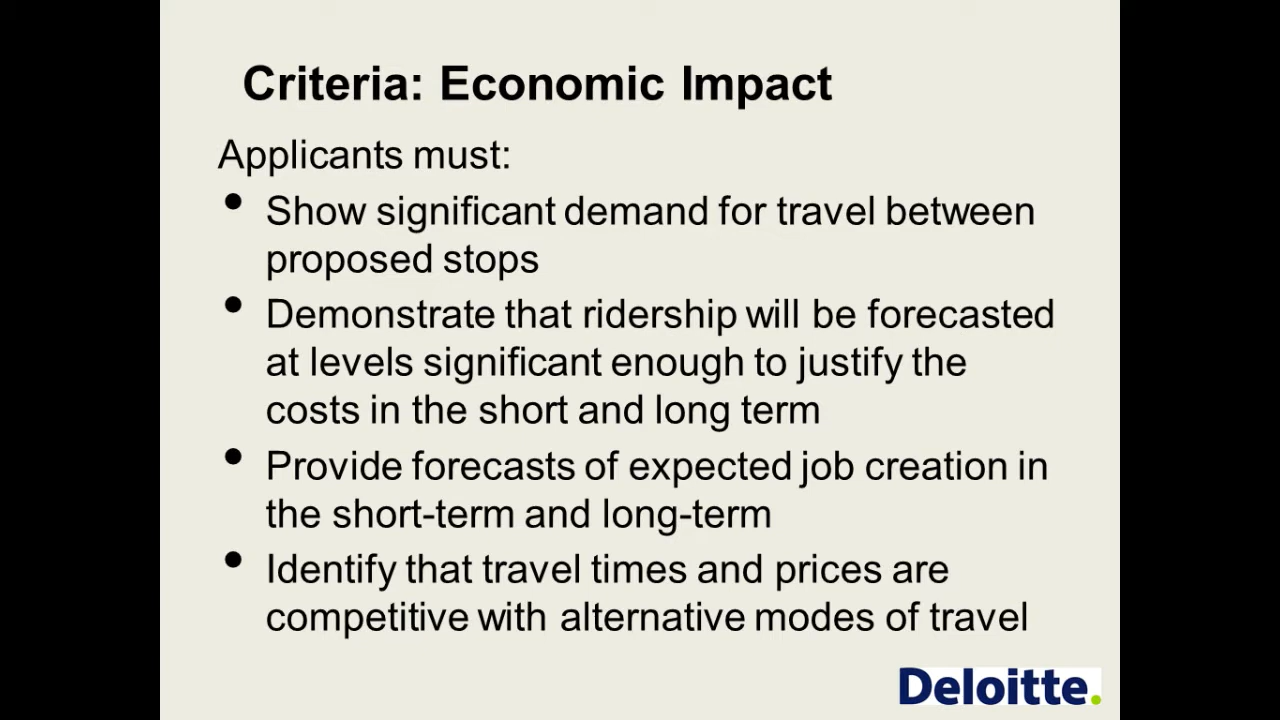 Criteria: Economic Impact
Applicants must:
• Show significant demand for travel between
proposed stops
• Demonstrate that ridership will be forecasted
at levels significant enough to justify the
costs in the short and long term
• Provide forecasts of expected job creation in
the short-term and long-term
• Identify that travel times and prices are
competitive with alternative modes of travel
Deloitte.